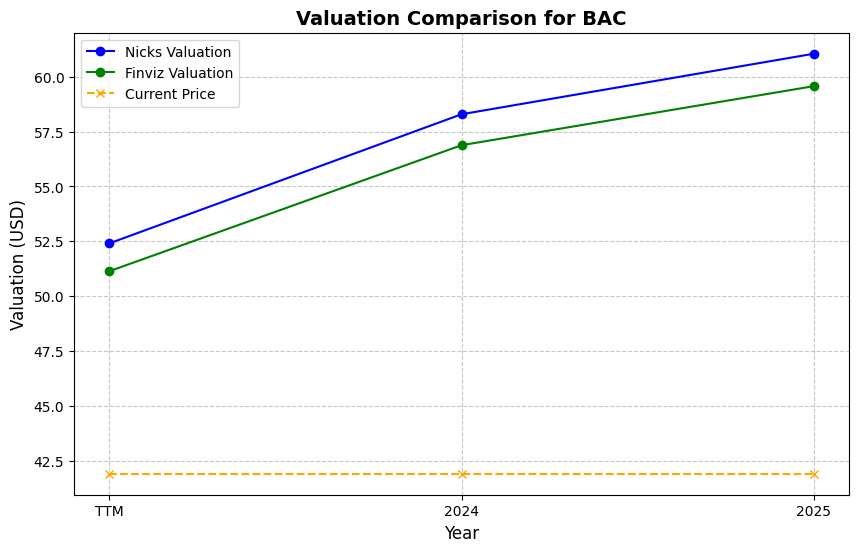 Valuation Comparison for BAC
Nicks Valuation
Finviz Valuation
Current Price
Valuation (USD)
60.0
57.5
55.0
52.5
50.0
47.5
45.0
42.5
TTM
2024
2025
Year